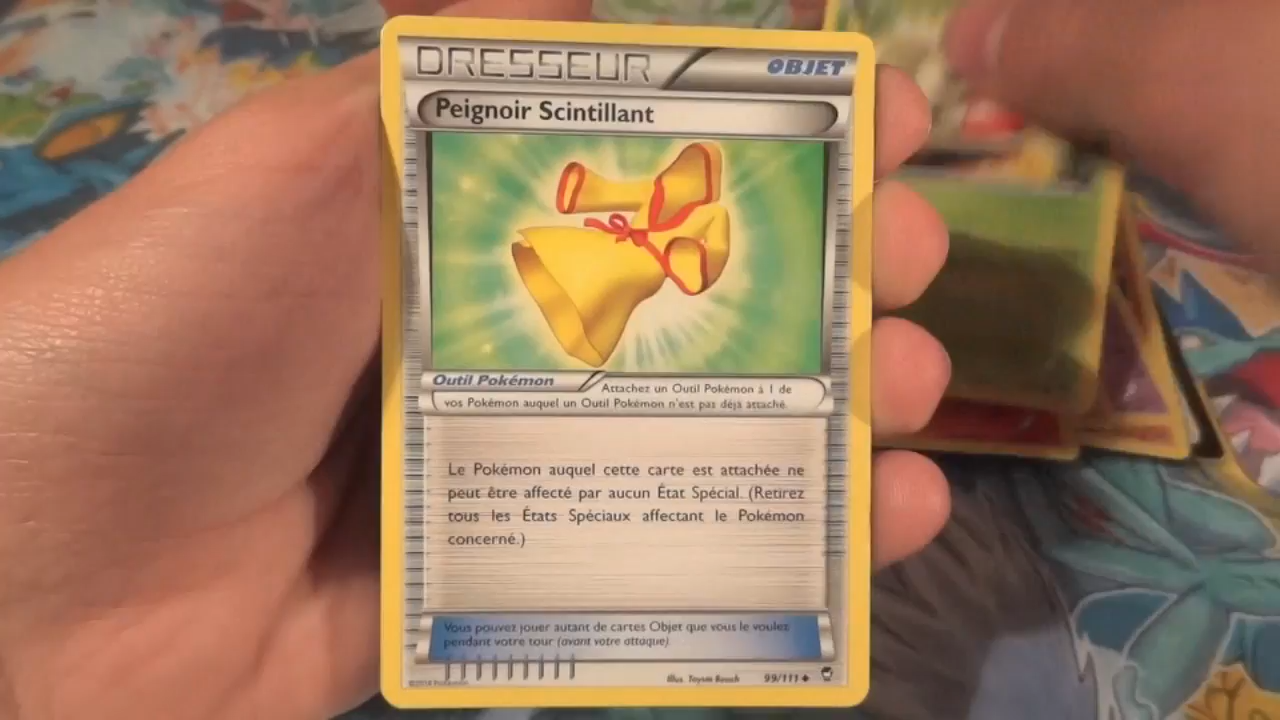 DRESSEUR OBJET
Peignoir Scintillant
Outil Pokémon
Attachez un Outil Pokémon à 1 de
vos Pokémon auquel un Outil Pokémon n'est pas déjà attaché.
Le Pokémon auquel cette carte est attachée ne
peut être affecté par aucun État Spécial. (Retirez
tous les États Spéciaux affectant le Pokémon
concerné.)
Vous pouvez jouer autant de cartes Objet que vous le voulez
pendant votre tour (avant votre attaque).
©2014 Pokémon Illus. Toyste Beach 99/111